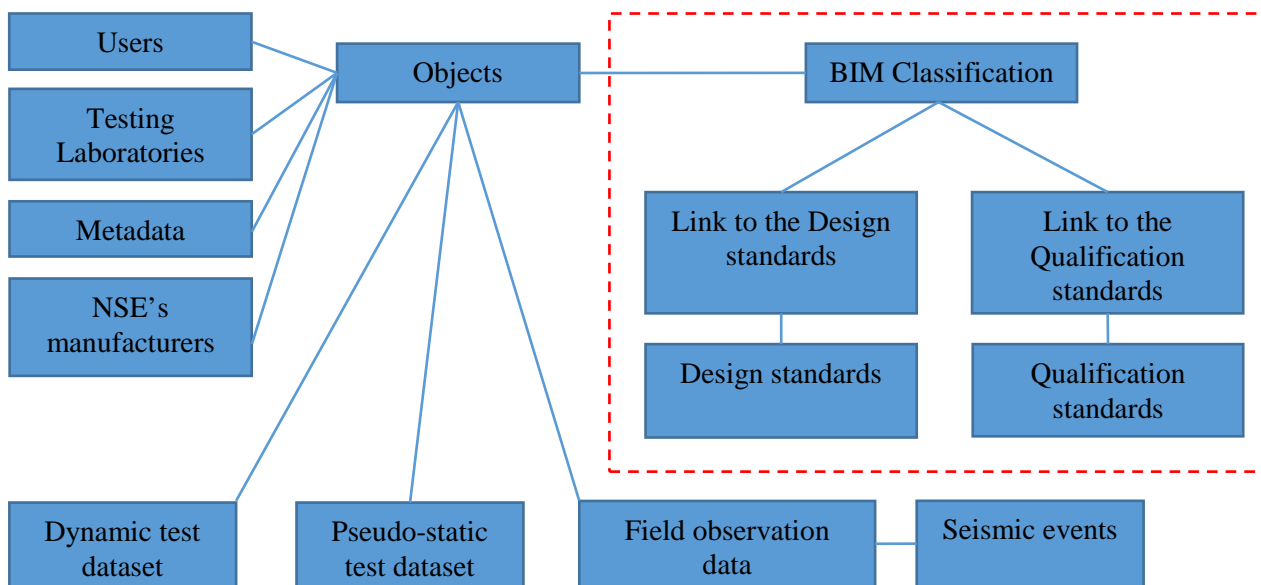 Users
Objects
BIM Classification
Testing
Laboratories
Metadata
NSE’s
manufacturers
Link to the Design
standards
Link to the
Qualification
standards
Design standards
Qualification
standards
Dynamic test
dataset
Pseudo-static
test dataset
Field observation
data
Seismic events